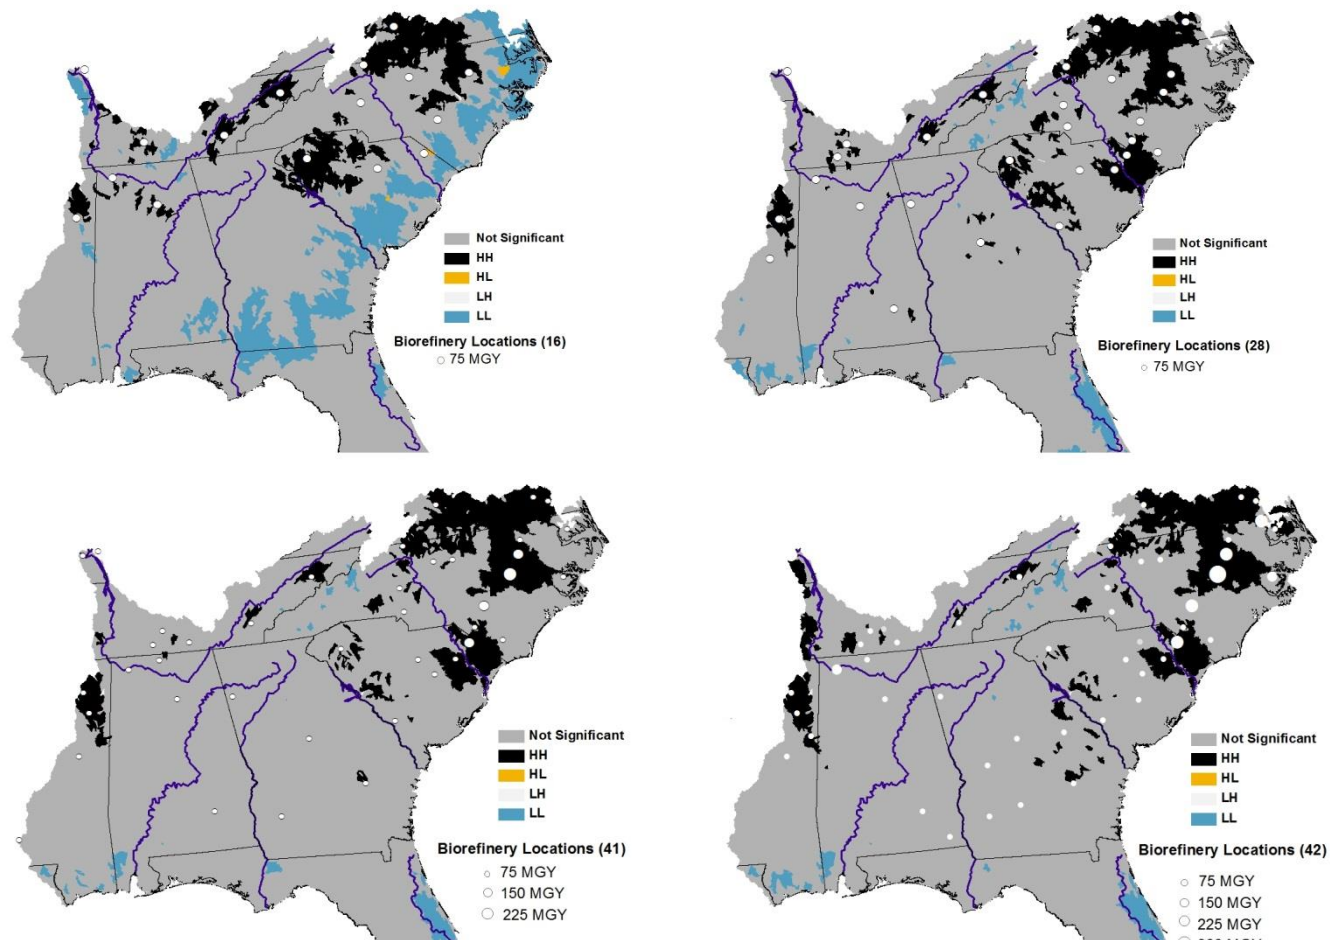 Not Significant
HH
HL
LH
LL
Biorefinery Locations (16)
75 MGY
Not Significant
HH
HL
LH
LL
Biorefinery Locations (28)
75 MGY
Not Significant
HH
HL
LH
LL
Biorefinery Locations (41)
75 MGY
150 MGY
225 MGY
Not Significant
HH
HL
LH
LL
Biorefinery Locations (42)
75 MGY
150 MGY
225 MGY